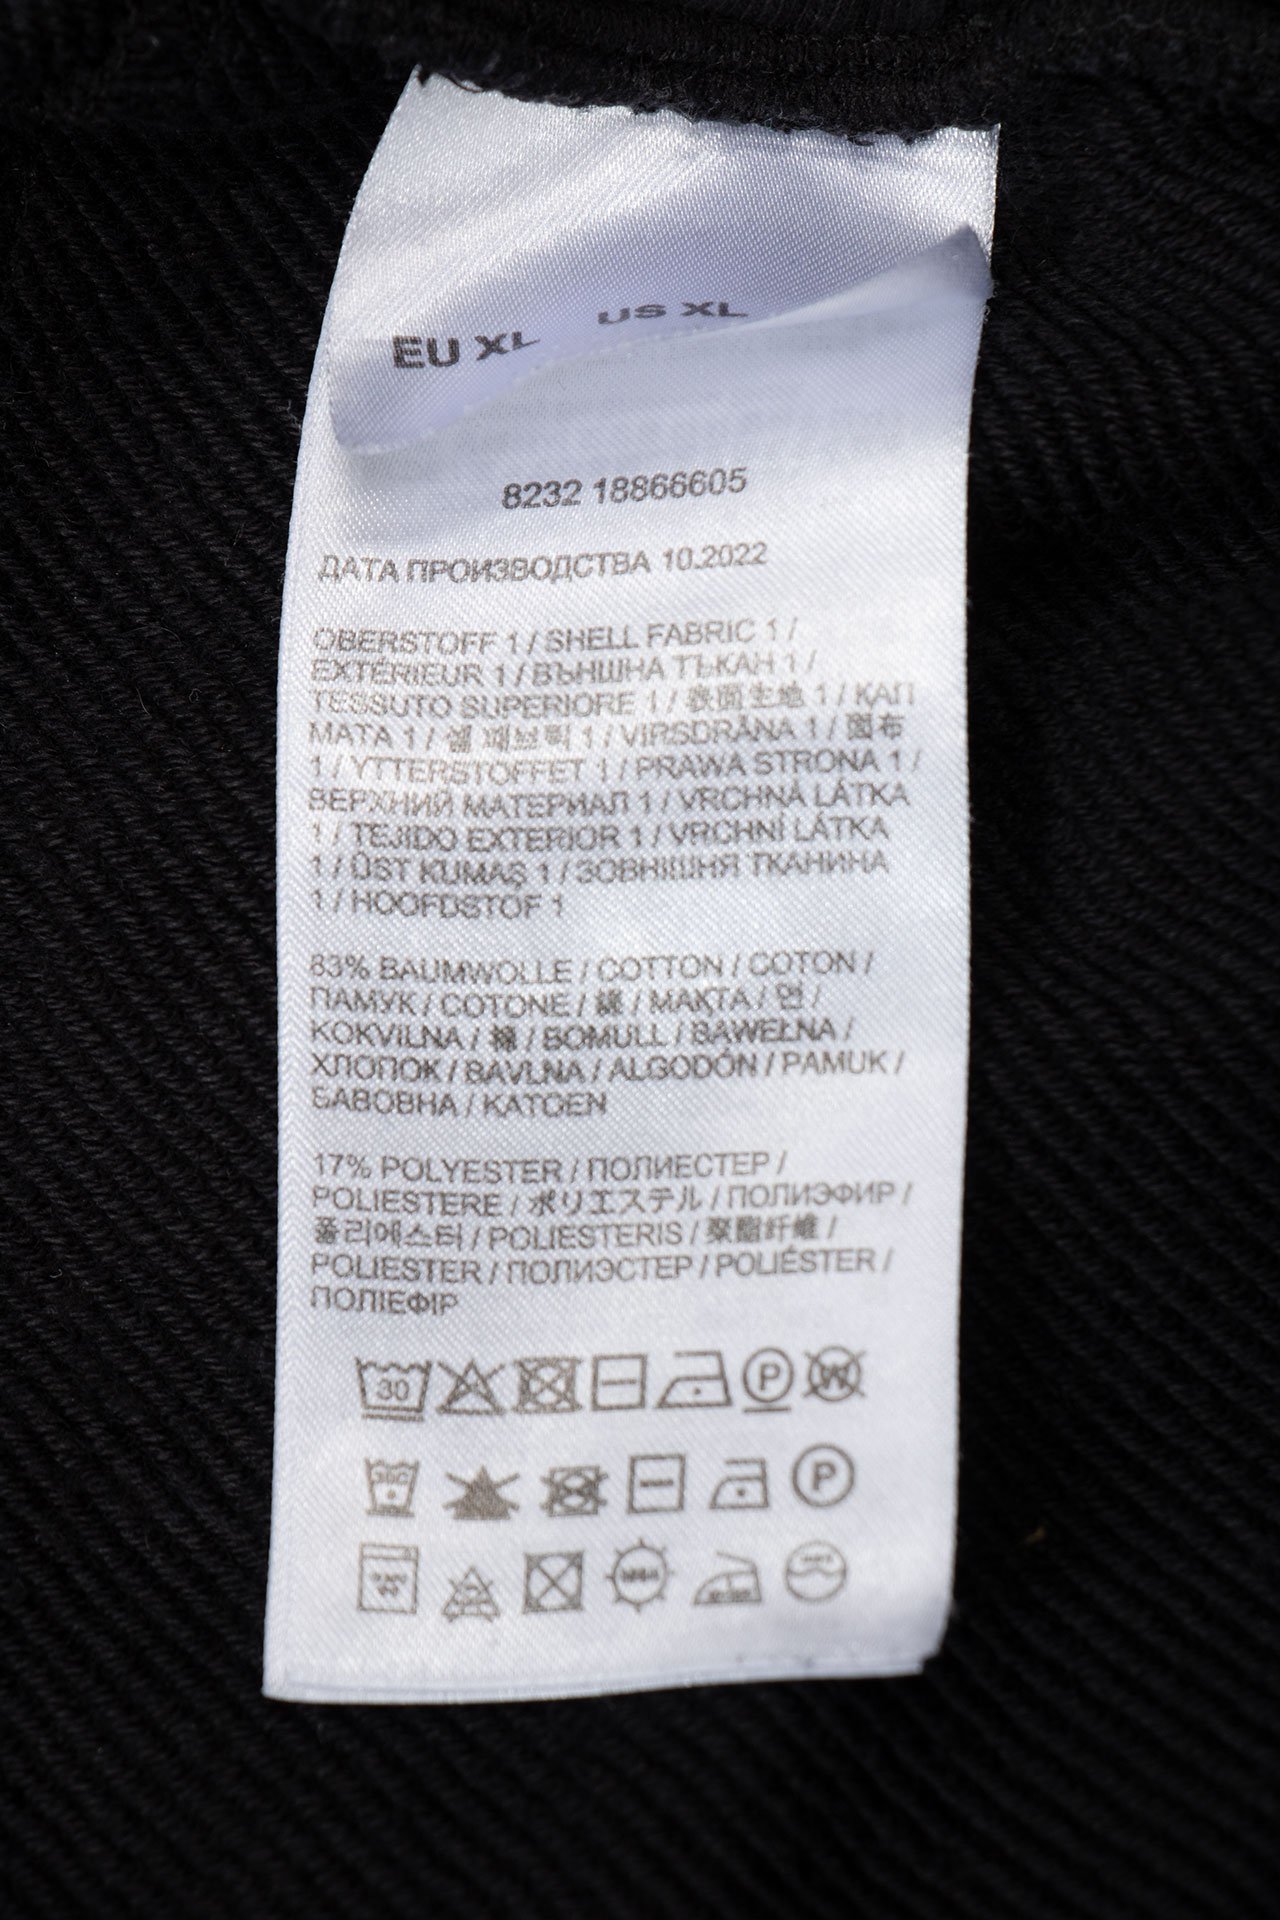 EU XL US XL
8232 18866605
ДАТА ПРОИЗВОДСТВА 10.2022
OBERSTOFF 1 / SHELL FABRIC 1 /
EXTÉRIEUR 1 / ВЪНШНА ТЪКАН 1 /
TESSUTO SUPERIORE 1 / 表面生地 1 / ҚАП
МАТА 1 / 셸 패브릭 1 / VIRSDRĀNA 1 / 面布
1 / YTTERSTOFFET 1 / PRAWA STRONA 1 /
ВЕРХНИЙ МАТЕРИАЛ 1 / VRCHNÁ LÁTKA
1 / TEJIDO EXTERIOR 1 / VRCHNÍ LÁTKA
1 / ÜST KUMAŞ 1 / ЗОВНІШНЯ ТКАНИНА
1 / HOOFDSTOF 1
83% BAUMWOLLE / COTTON / COTON /
ПАМУК / COTONE / 綿 / МАҚТА / 면 /
KOKVILNA / 棉 / BOMULL / BAWEŁNA /
ХЛОПОК / BAVLNA / ALGODÓN / PAMUK /
БАВОВНА / KATOEN
17% POLYESTER / ПОЛИЕСТЕР /
POLIESTERE / ポリエステル / ПОЛИЭФИР /
폴리에스터 / POLIESTERIS / 聚酯纤维 /
POLIESTER / ПОЛИЭСТЕР / POLIÉSTER /
ПОЛІЕФІР
30 P W
30C P